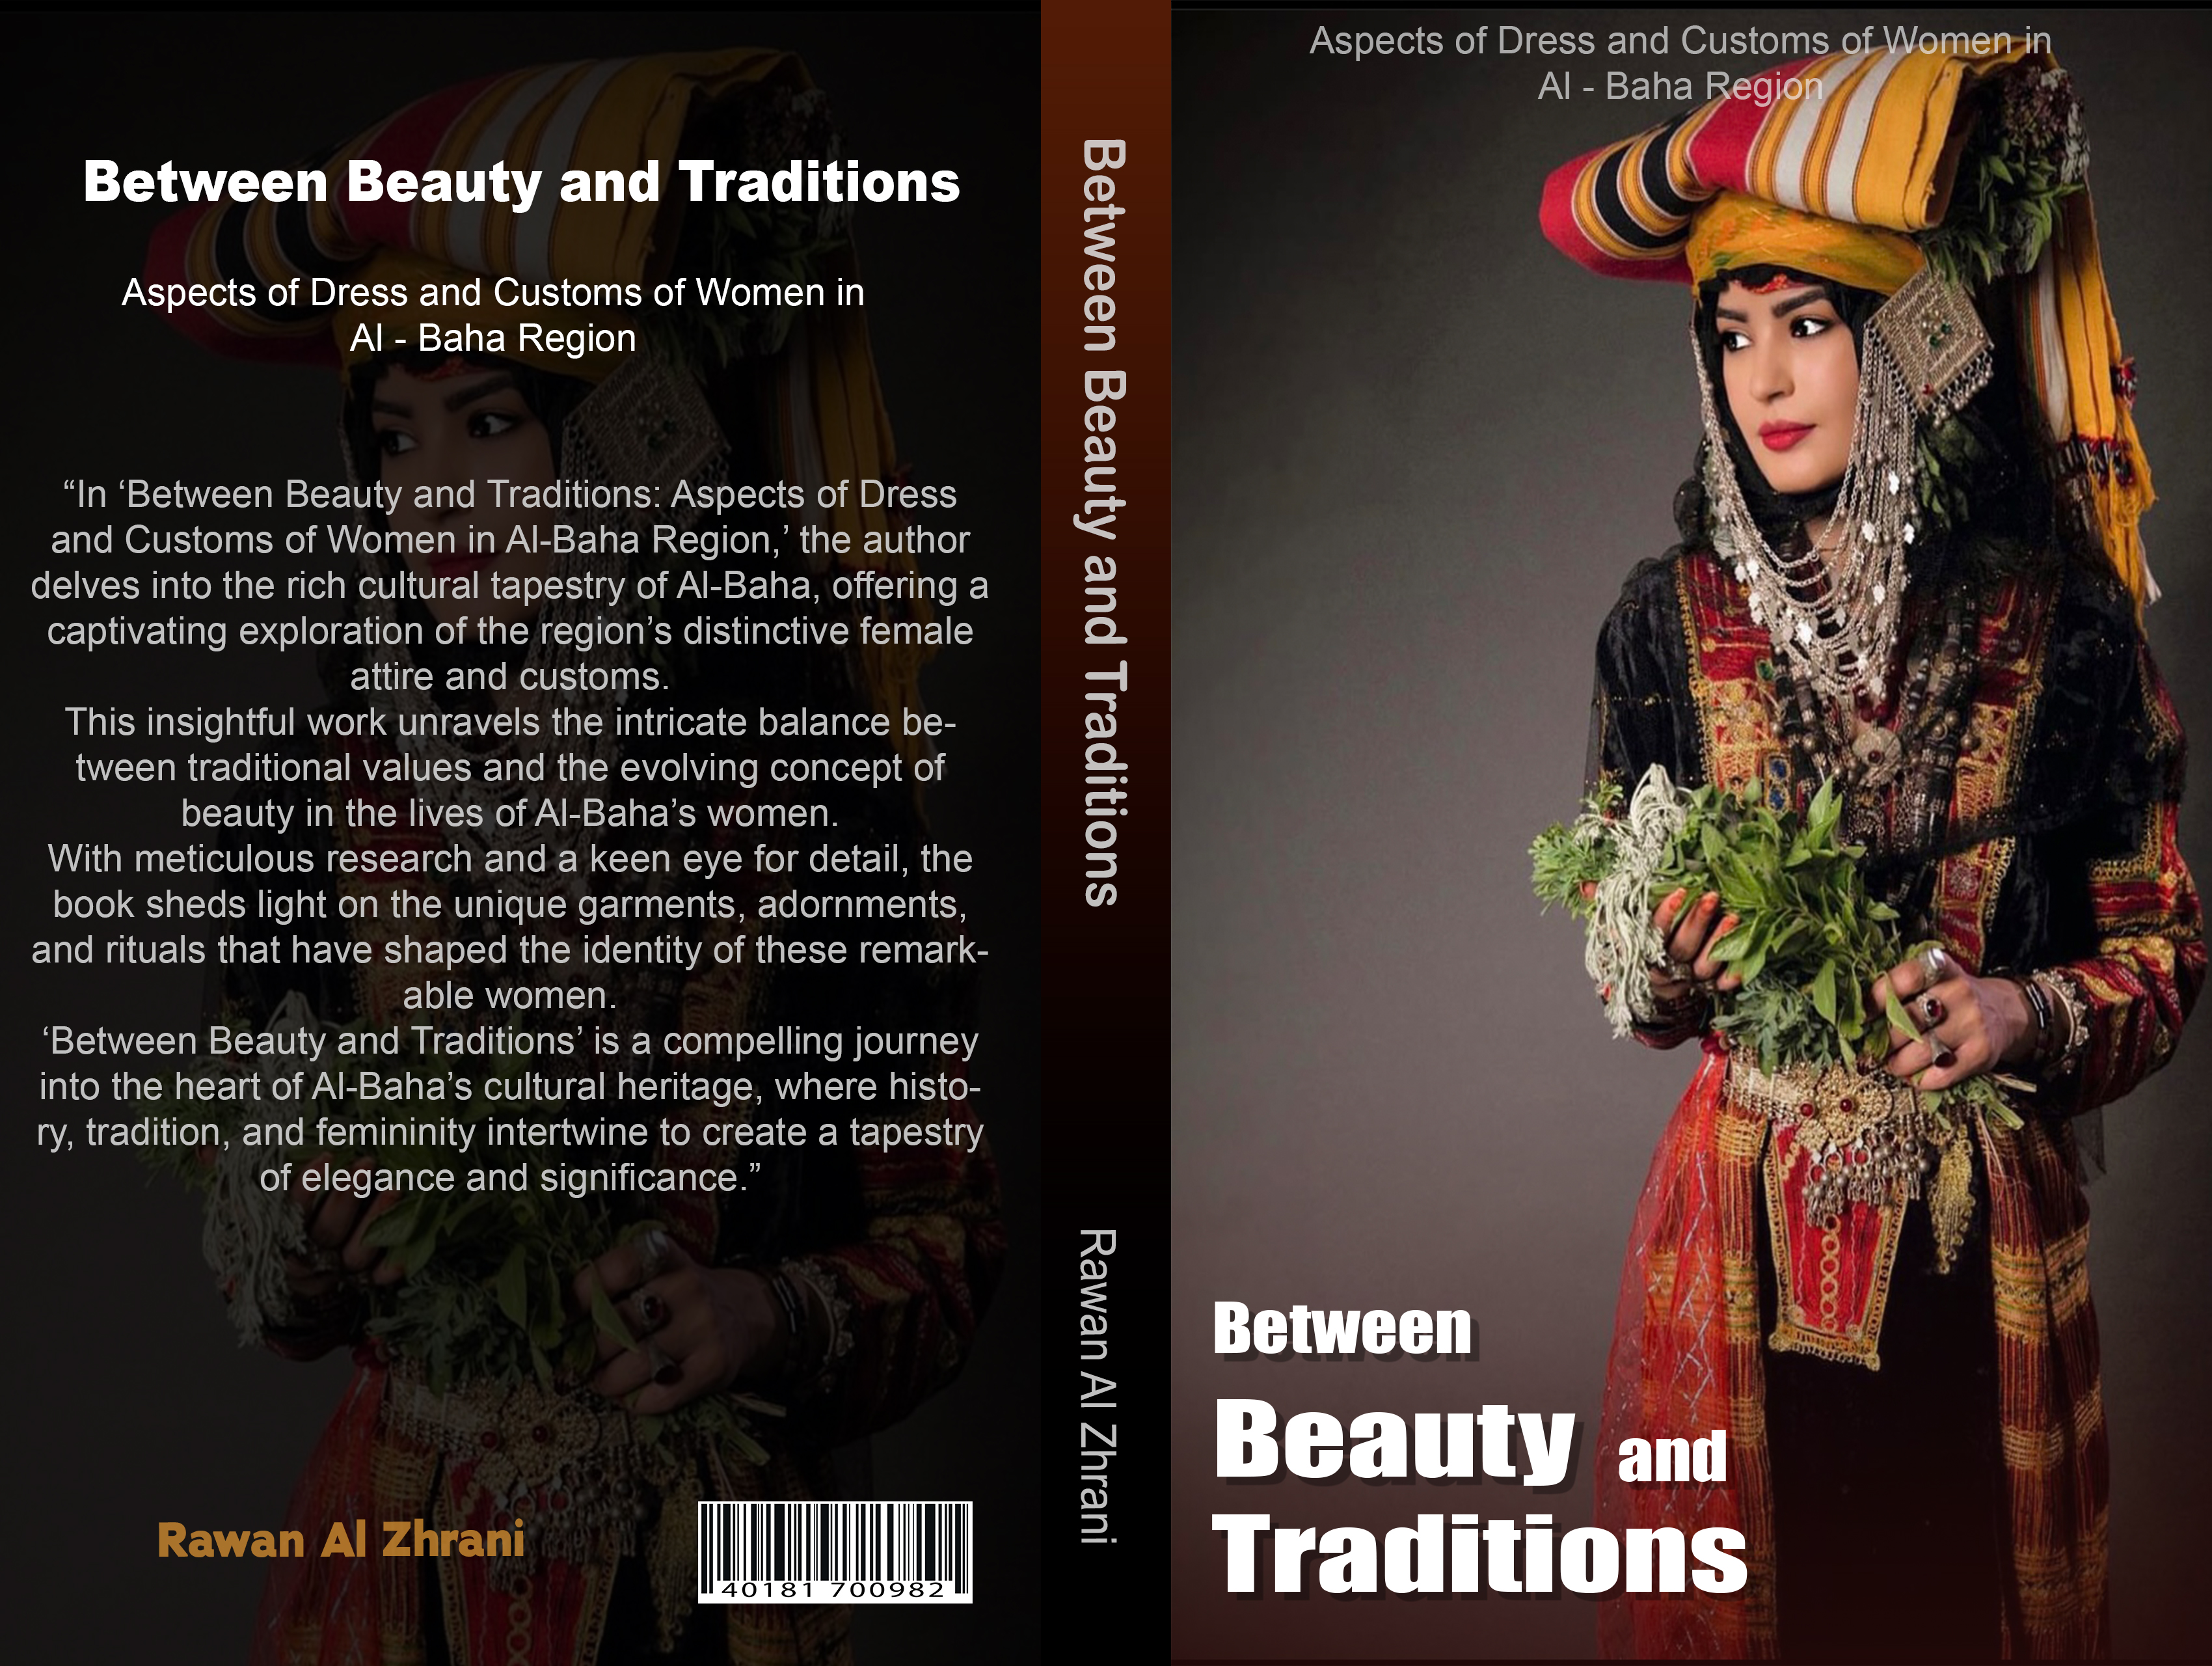 Between Beauty and Traditions
Aspects of Dress and Customs of Women in
Al - Baha Region
“In ‘Between Beauty and Traditions: Aspects of Dress
and Customs of Women in Al-Baha Region,’ the author
delves into the rich cultural tapestry of Al-Baha, offering a
captivating exploration of the region’s distinctive female
attire and customs.
This insightful work unravels the intricate balance be-
tween traditional values and the evolving concept of
beauty in the lives of Al-Baha’s women.
With meticulous research and a keen eye for detail, the
book sheds light on the unique garments, adornments,
and rituals that have shaped the identity of these remark-
able women.
‘Between Beauty and Traditions’ is a compelling journey
into the heart of Al-Baha’s cultural heritage, where histo-
ry, tradition, and femininity intertwine to create a tapestry
of elegance and significance.”
Rawan Al Zhrani
40181 700982
Between Beauty and Traditions
Rawan Al Zhrani
Aspects of Dress and Customs of Women in
Al - Baha Region
Between
Beauty and
Traditions